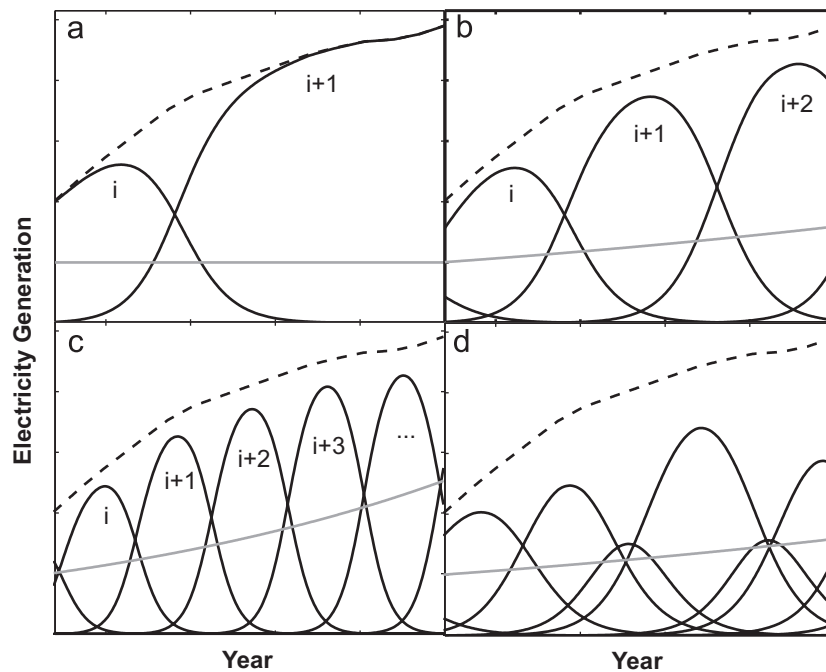 a
i
i+1
b
i
i+1
i+2
c
i
i+1
i+2
i+3
...
d
Electricity Generation
Year
Year